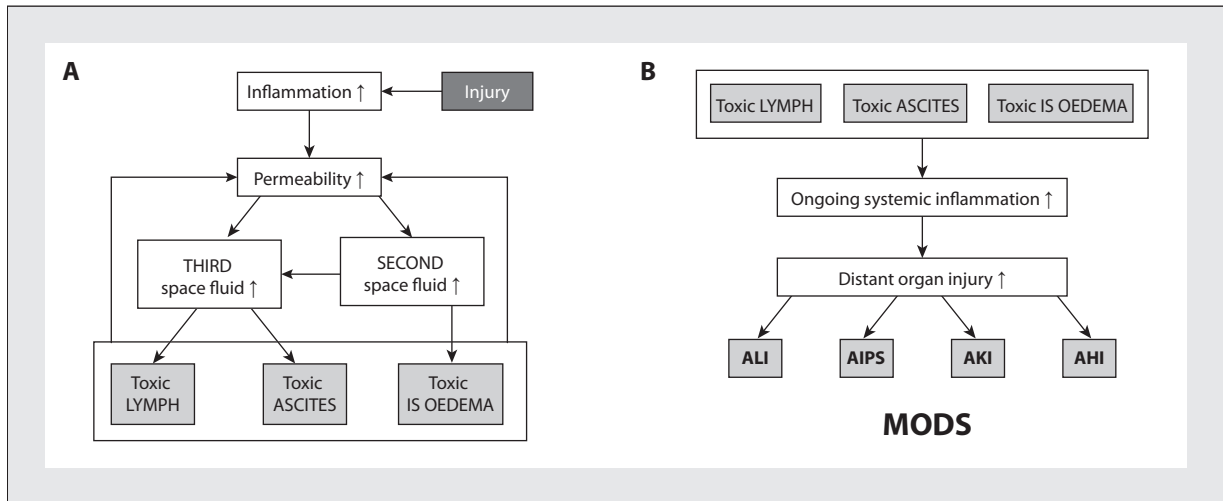 A
Inflammation ↑
Injury
Permeability ↑
THIRD
space fluid ↑
SECOND
space fluid ↑
Toxic
LYMPH
Toxic
ASCITES
Toxic
IS OEDEMA
B
Toxic LYMPH
Toxic ASCITES
Toxic IS OEDEMA
Ongoing systemic inflammation ↑
Distant organ injury ↑
ALI
AIPS
AKI
AHI
MODS